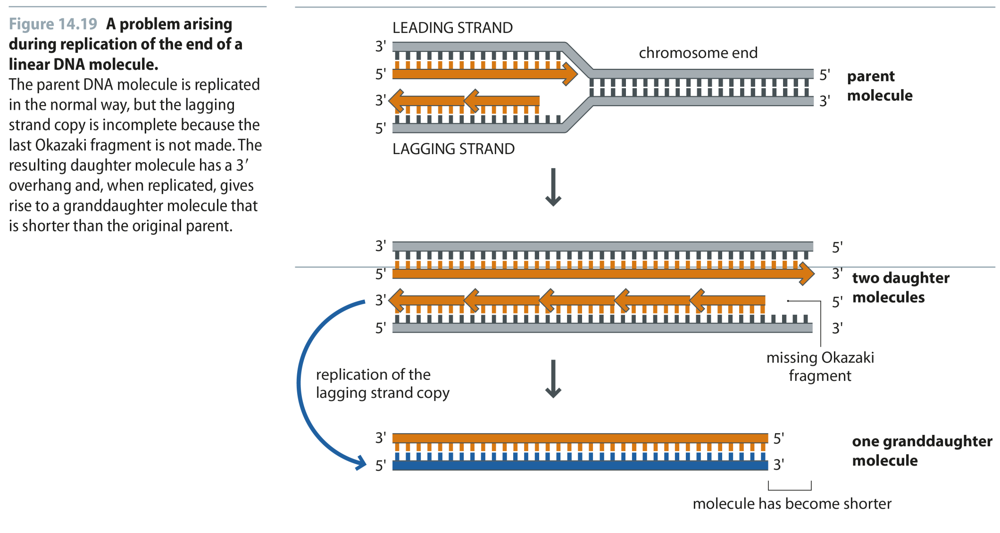 Figure 14.19 A problem arising
during replication of the end of a
linear DNA molecule.
The parent DNA molecule is replicated
in the normal way, but the lagging
strand copy is incomplete because the
last Okazaki fragment is not made. The
resulting daughter molecule has a 3′
overhang and, when replicated, gives
rise to a granddaughter molecule that
is shorter than the original parent.
LEADING STRAND
3'
chromosome end
5'
5'
parent
molecule
3'
3'
5'
LAGGING STRAND
3'
5'
5'
3'
two daughter
molecules
3'
5'
5'
3'
missing Okazaki
fragment
replication of the
lagging strand copy
3'
5'
one granddaughter
molecule
5'
3'
molecule has become shorter